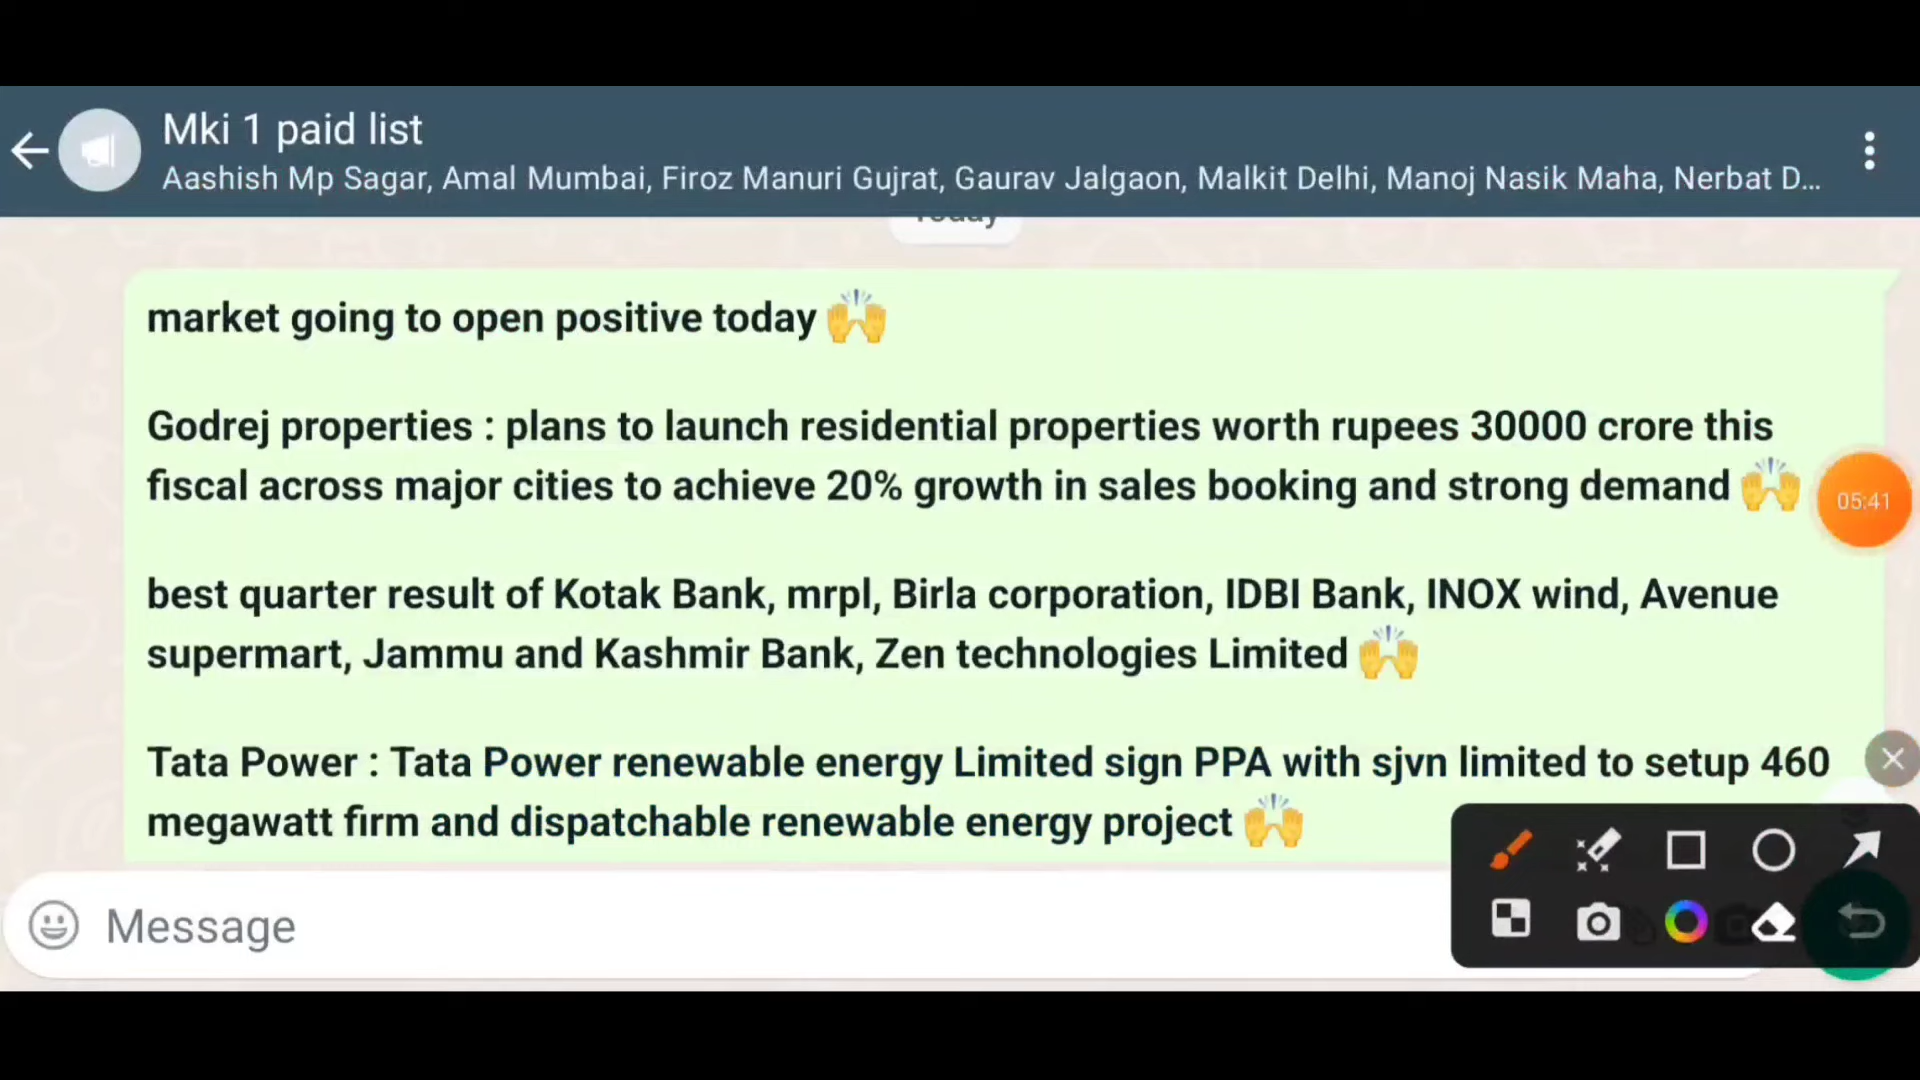 Mki 1 paid list
Aashish Mp Sagar, Amal Mumbai, Firoz Manuri Gujrat, Gaurav Jalgaon, Malkit Delhi, Manoj Nasik Maha, Nerbat D...
Today
market going to open positive today 🙌
Godrej properties : plans to launch residential properties worth rupees 30000 crore this
fiscal across major cities to achieve 20% growth in sales booking and strong demand 🙌
05:41
best quarter result of Kotak Bank, mrpl, Birla corporation, IDBI Bank, INOX wind, Avenue
supermart, Jammu and Kashmir Bank, Zen technologies Limited 🙌
Tata Power : Tata Power renewable energy Limited sign PPA with sjvn limited to setup 460
megawatt firm and dispatchable renewable energy project 🙌
Message